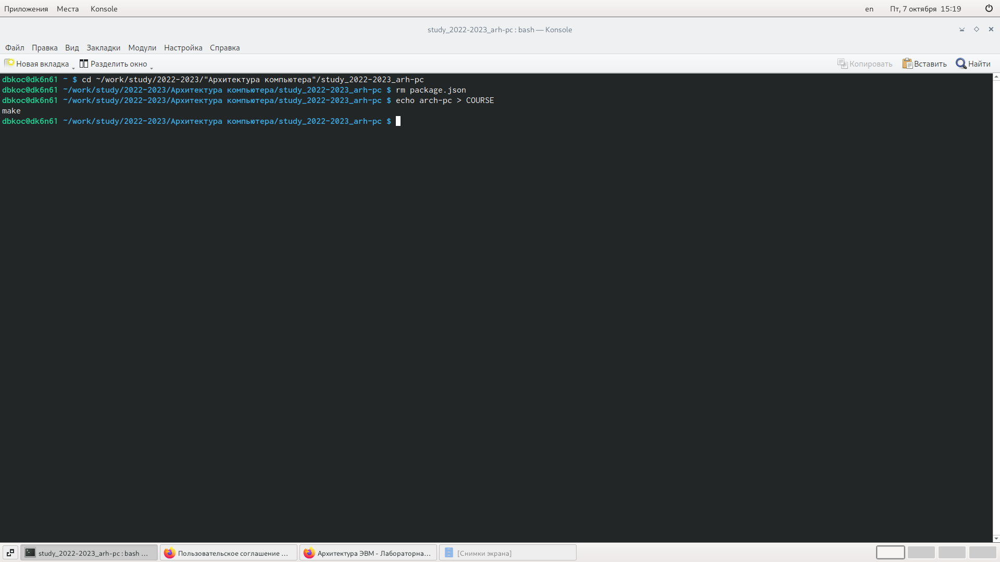 Приложения Места Konsole en Пт, 7 октября 15:19
study_2022-2023_arh-pc : bash — Konsole
Файл Правка Вид Закладки Модули Настройка Справка
Новая вкладка Разделить окно Копировать Вставить Найти
dbkoc@dk6n61 ~ $ cd ~/work/study/2022-2023/"Архитектура компьютера"/study_2022-2023_arh-pc
dbkoc@dk6n61 ~/work/study/2022-2023/Архитектура компьютера/study_2022-2023_arh-pc $ rm package.json
dbkoc@dk6n61 ~/work/study/2022-2023/Архитектура компьютера/study_2022-2023_arh-pc $ echo arch-pc > COURSE
make
dbkoc@dk6n61 ~/work/study/2022-2023/Архитектура компьютера/study_2022-2023_arh-pc $
study_2022-2023_arh-pc : bash ... Пользовательское соглашение ... Архитектура ЭВМ - Лабораторна... [Снимки экрана]